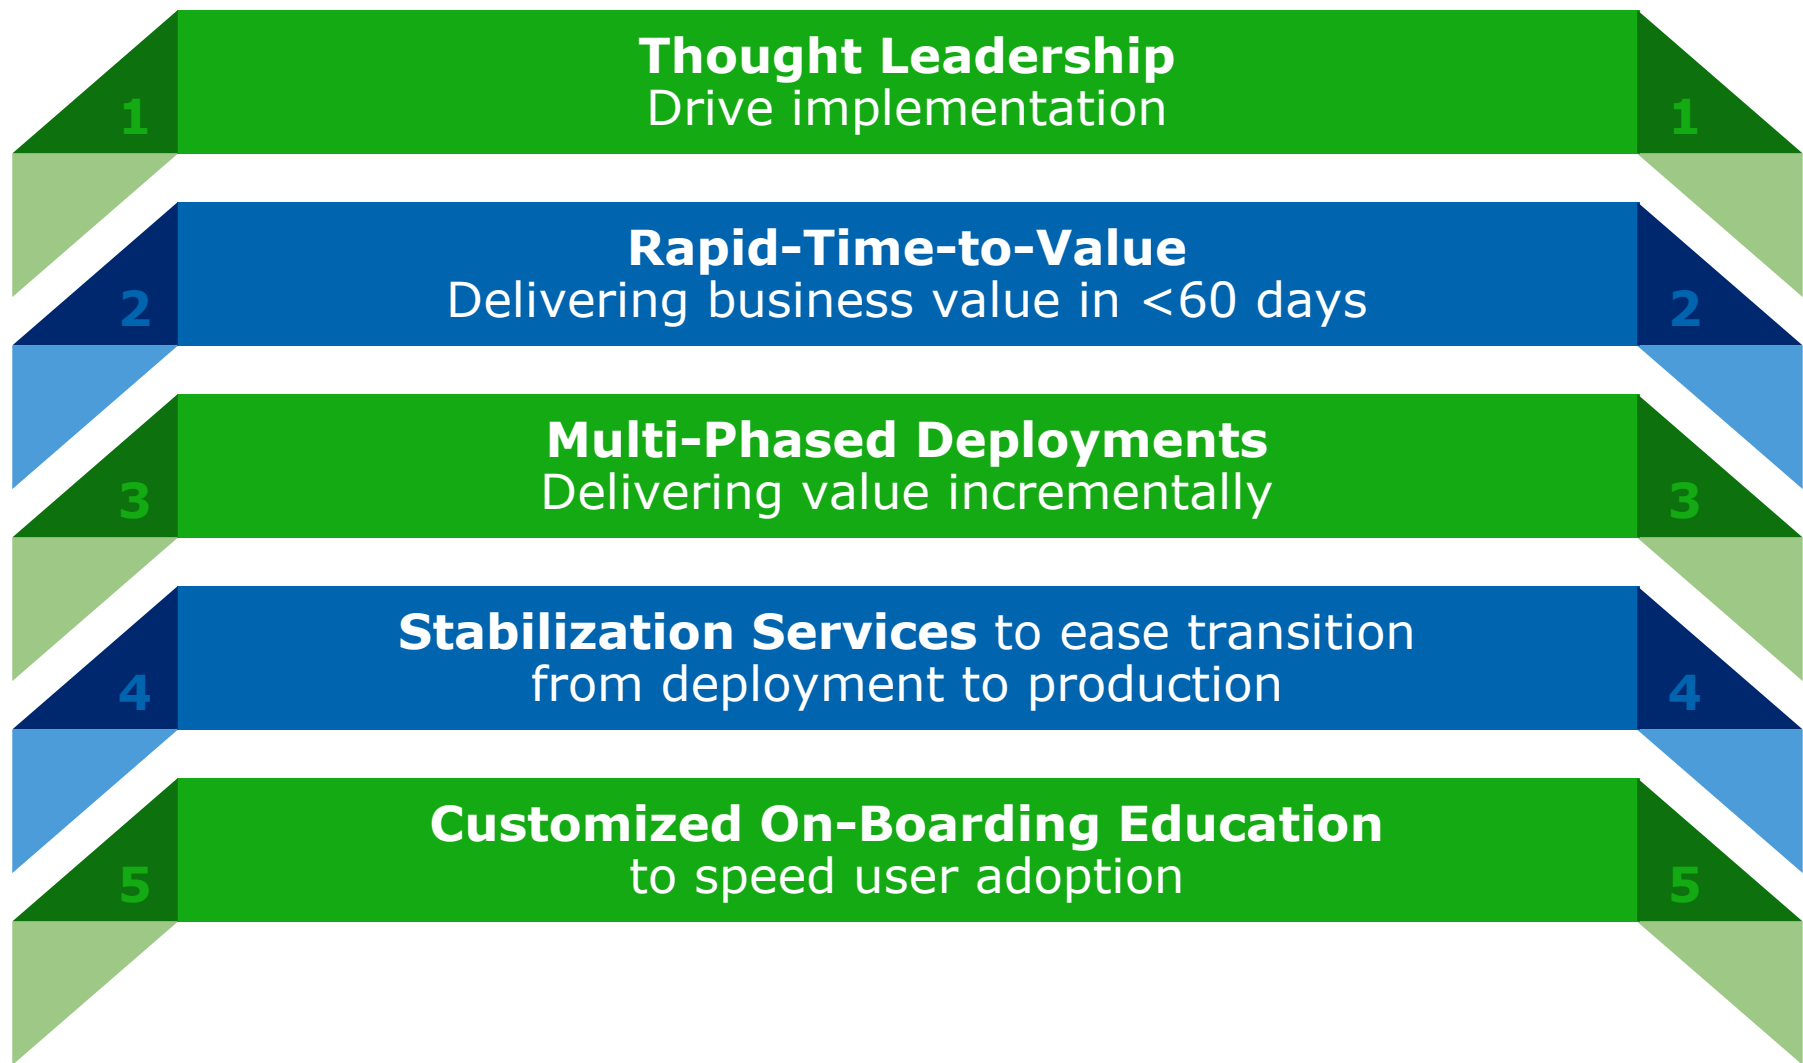 Thought Leadership
1 Drive implementation 1
Rapid-Time-to-Value
2 Delivering business value in <60 days 2
Multi-Phased Deployments
3 Delivering value incrementally 3
Stabilization Services to ease transition
4 from deployment to production 4
Customized On-Boarding Education
5 to speed user adoption 5